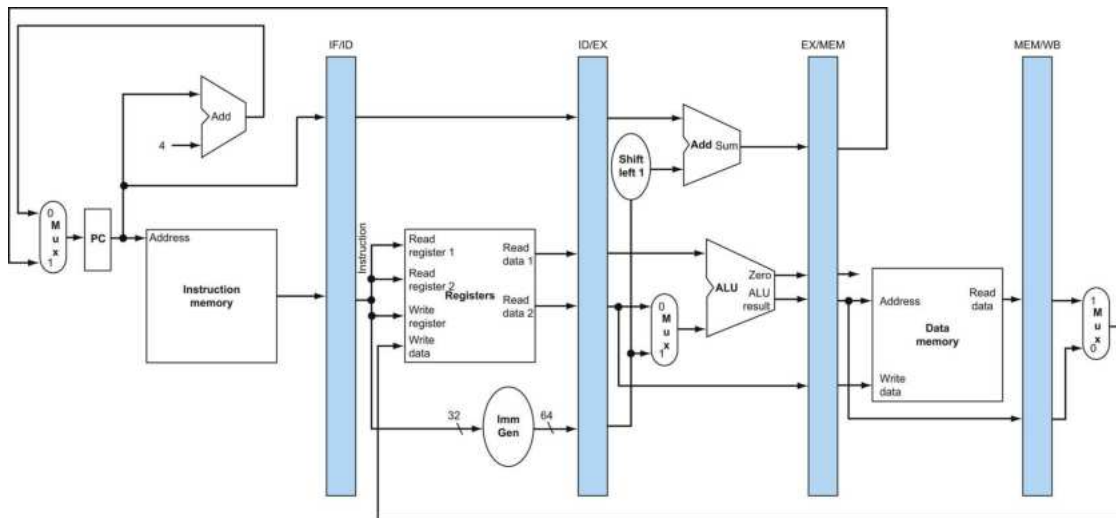 IF/ID
ID/EX
EX/MEM
MEM/WB
Add
4
Add Sum
Shift
left 1
0
M
u
x
1
PC
Address
Instruction
memory
Instruction
Read
register 1
Read
register 2
Write
register
Write
data
Registers
Read
data 1
Read
data 2
0
M
u
x
1
Zero
ALU
ALU
result
Address
Read
data
Data
memory
Write
data
1
M
u
x
0
32
Imm
Gen
64